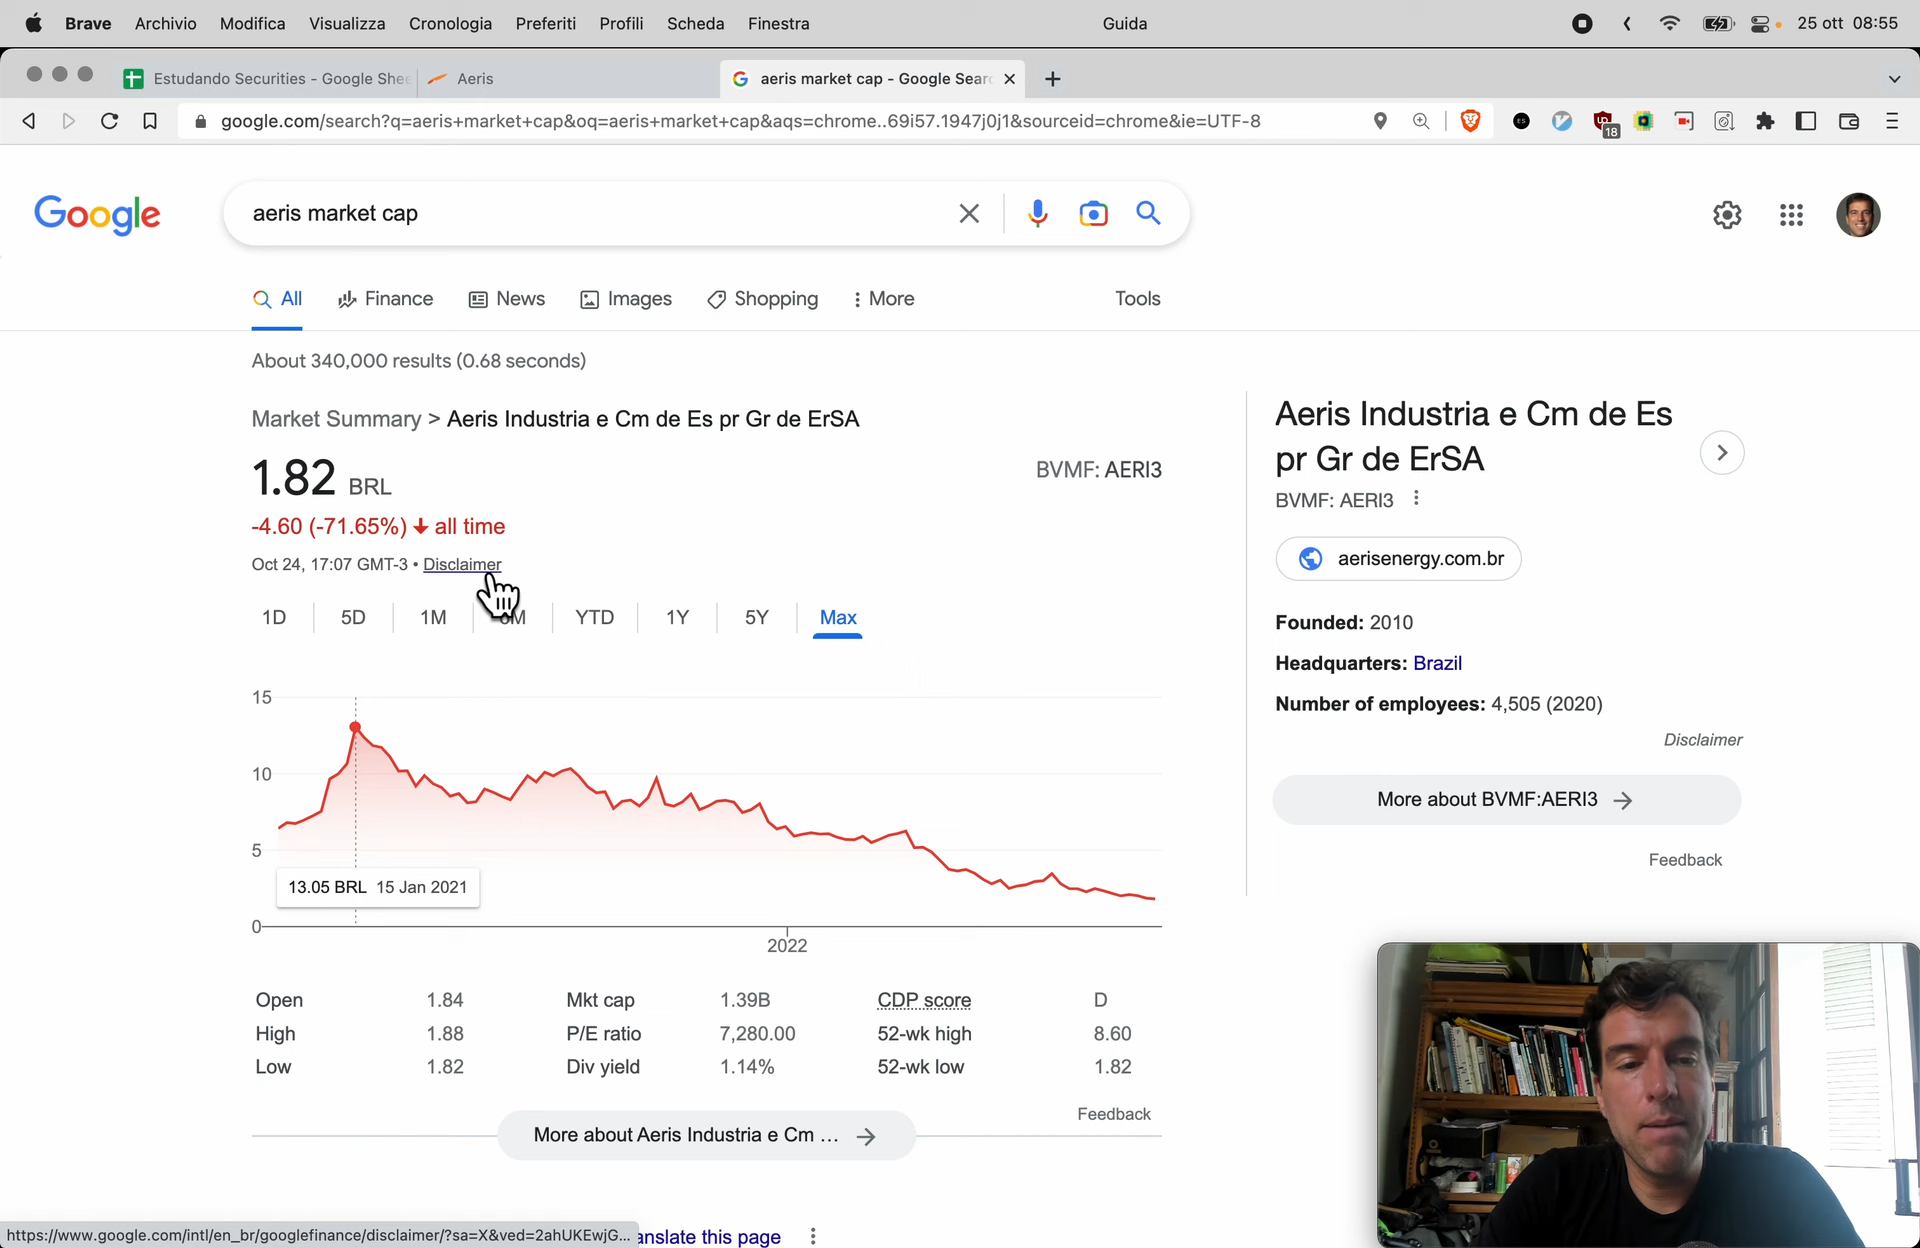 Brave Archivio Modifica Visualizza Cronologia Preferiti Profili Scheda Finestra Guida 25 ott 08:55
Estudando Securities - Google Shee Aeris aeris market cap - Google Searc
google.com/search?q=aeris+market+cap&oq=aeris+market+cap&aqs=chrome..69i57.1947j0j1&sourceid=chrome&ie=UTF-8 18
Google aeris market cap
All Finance News Images Shopping More Tools
About 340,000 results (0.68 seconds)
Market Summary > Aeris Industria e Cm de Es pr Gr de ErSA
1.82 BRL
BVMF: AERI3
-4.60 (-71.65%) all time
Oct 24, 17:07 GMT-3 • Disclaimer
1D 5D 1M 6M YTD 1Y 5Y Max
15
10
5
0
13.05 BRL 15 Jan 2021
2022
Open 1.84 Mkt cap 1.39B CDP score D
High 1.88 P/E ratio 7,280.00 52-wk high 8.60
Low 1.82 Div yield 1.14% 52-wk low 1.82
Feedback
More about Aeris Industria e Cm ...
Aeris Industria e Cm de Es
pr Gr de ErSA
BVMF: AERI3
aerisenergy.com.br
Founded: 2010
Headquarters: Brazil
Number of employees: 4,505 (2020)
Disclaimer
More about BVMF:AERI3
Feedback
https://www.google.com/intl/en_br/googlefinance/disclaimer/?sa=X&ved=2ahUKEwjG... anslate this page